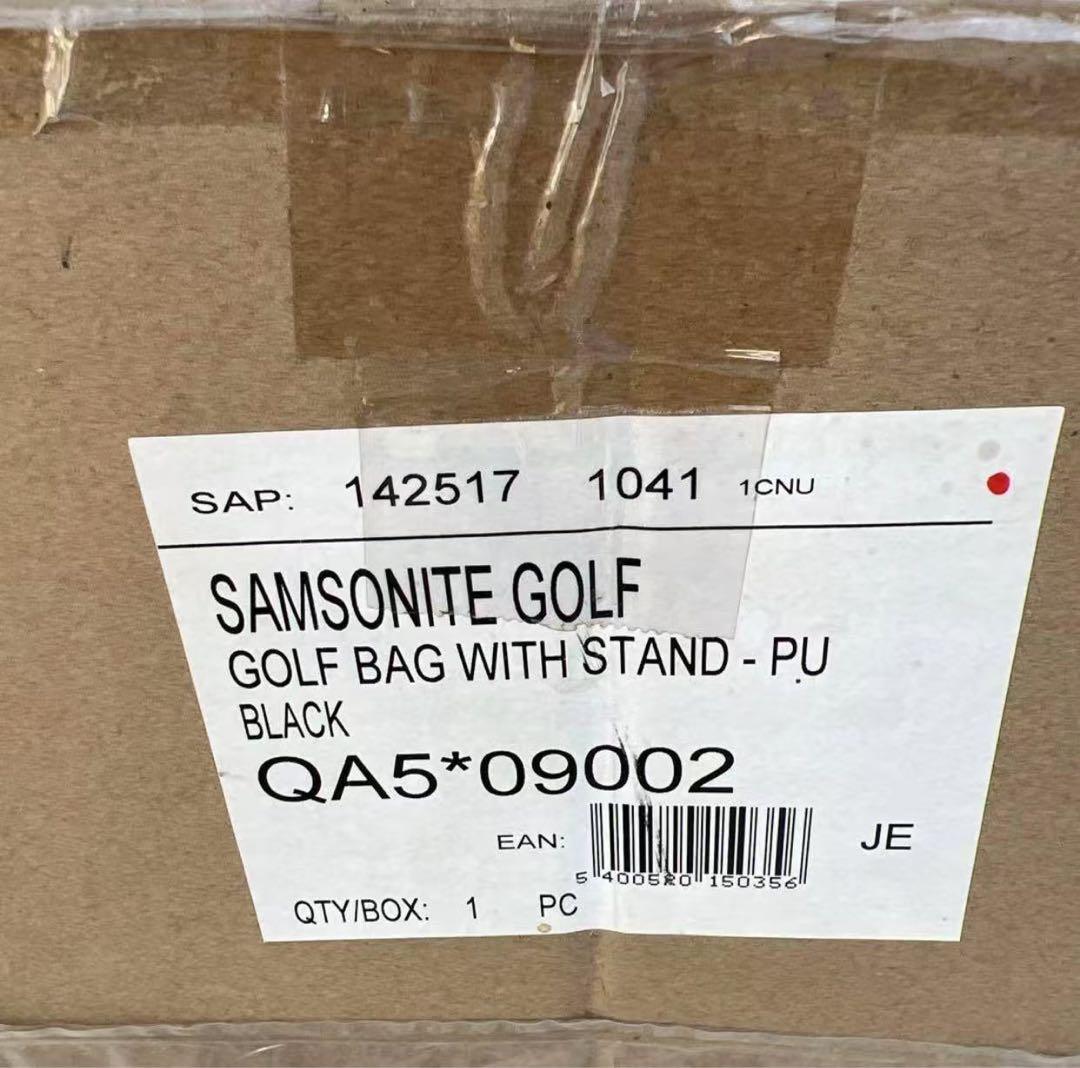 SAP: 142517 1041 1CNU
SAMSONITE GOLF
GOLF BAG WITH STAND - PU
BLACK
QA5*09002
EAN:
JE
5 400520 150356
QTY/BOX: 1 PC